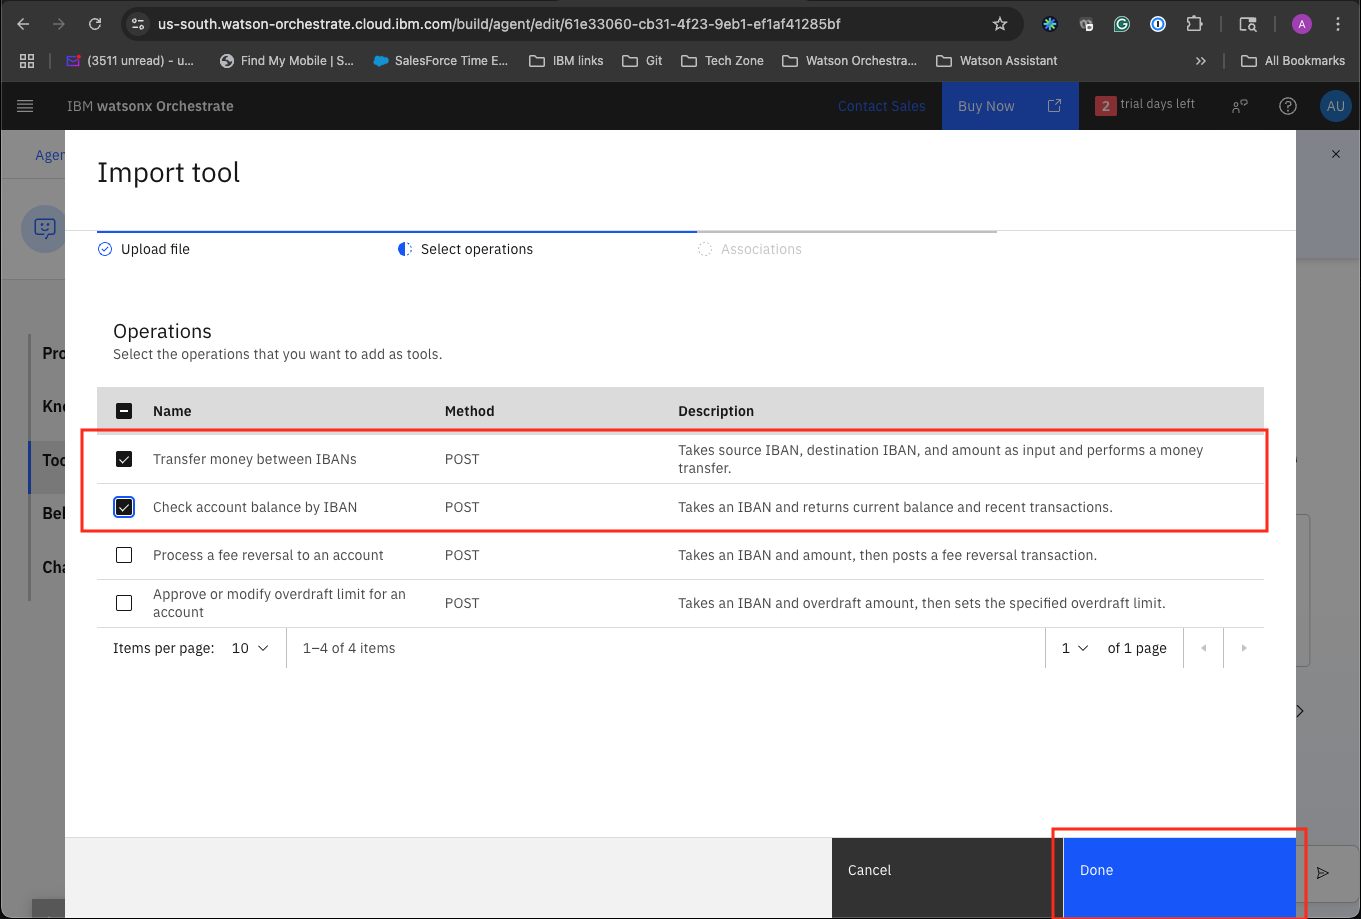 us-south.watson-orchestrate.cloud.ibm.com/build/agent/edit/61e33060-cb31-4f23-9eb1-ef1af41285bf
A
(3511 unread) - u...
Find My Mobile | S...
SalesForce Time E...
IBM links
Git
Tech Zone
Watson Orchestra...
Watson Assistant
»
All Bookmarks
IBM watsonx Orchestrate
Contact Sales
Buy Now
2 trial days left
AU
Agen
Import tool
Upload file
Select operations
Associations
Operations
Select the operations that you want to add as tools.
Pro
Kno
Too
Beh
Cha
Name Method Description
Transfer money between IBANs POST Takes source IBAN, destination IBAN, and amount as input and performs a money
transfer.
Check account balance by IBAN POST Takes an IBAN and returns current balance and recent transactions.
Process a fee reversal to an account POST Takes an IBAN and amount, then posts a fee reversal transaction.
Approve or modify overdraft limit for an
account POST Takes an IBAN and overdraft amount, then sets the specified overdraft limit.
Items per page: 10 1–4 of 4 items 1 of 1 page
Cancel
Done